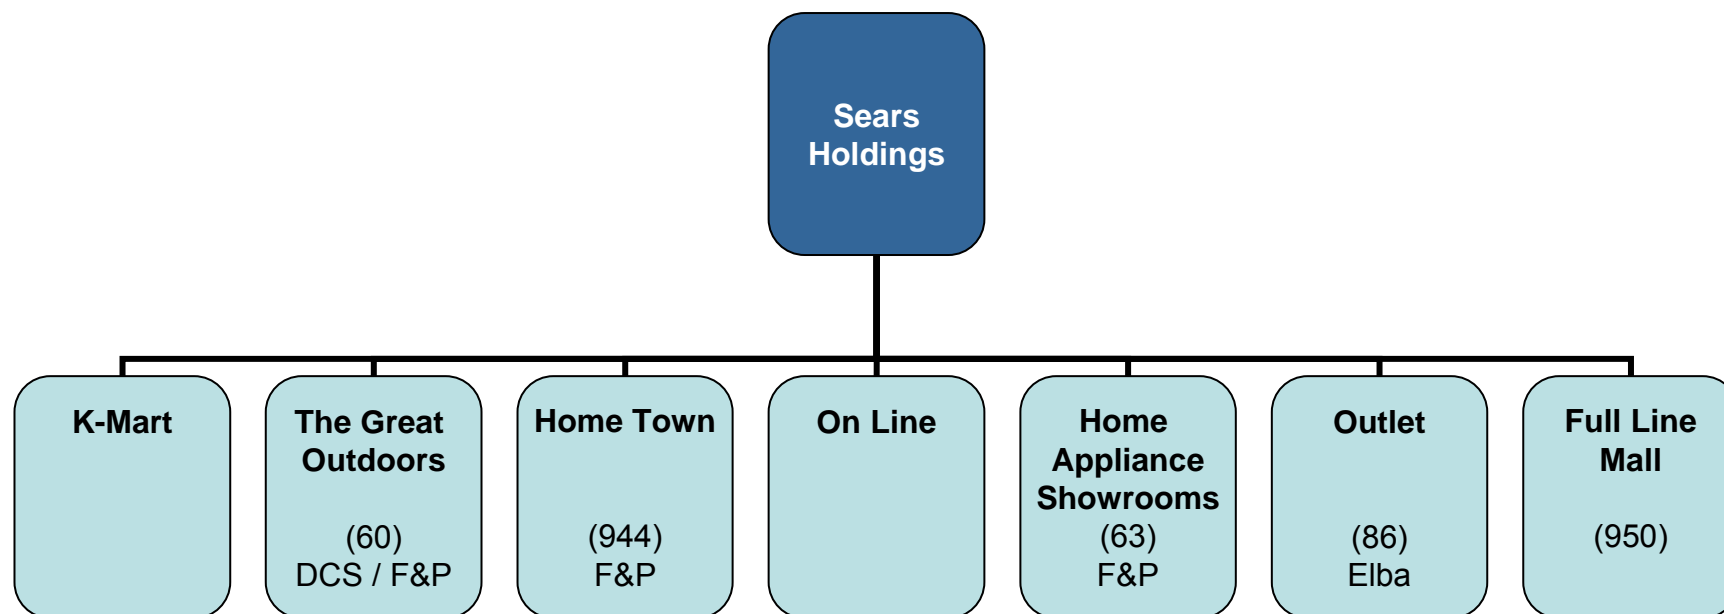 Sears
Holdings
K-Mart
The Great
Outdoors
(60)
DCS / F&P
Home Town
(944)
F&P
On Line
Home
Appliance
Showrooms
(63)
F&P
Outlet
(86)
Elba
Full Line
Mall
(950)